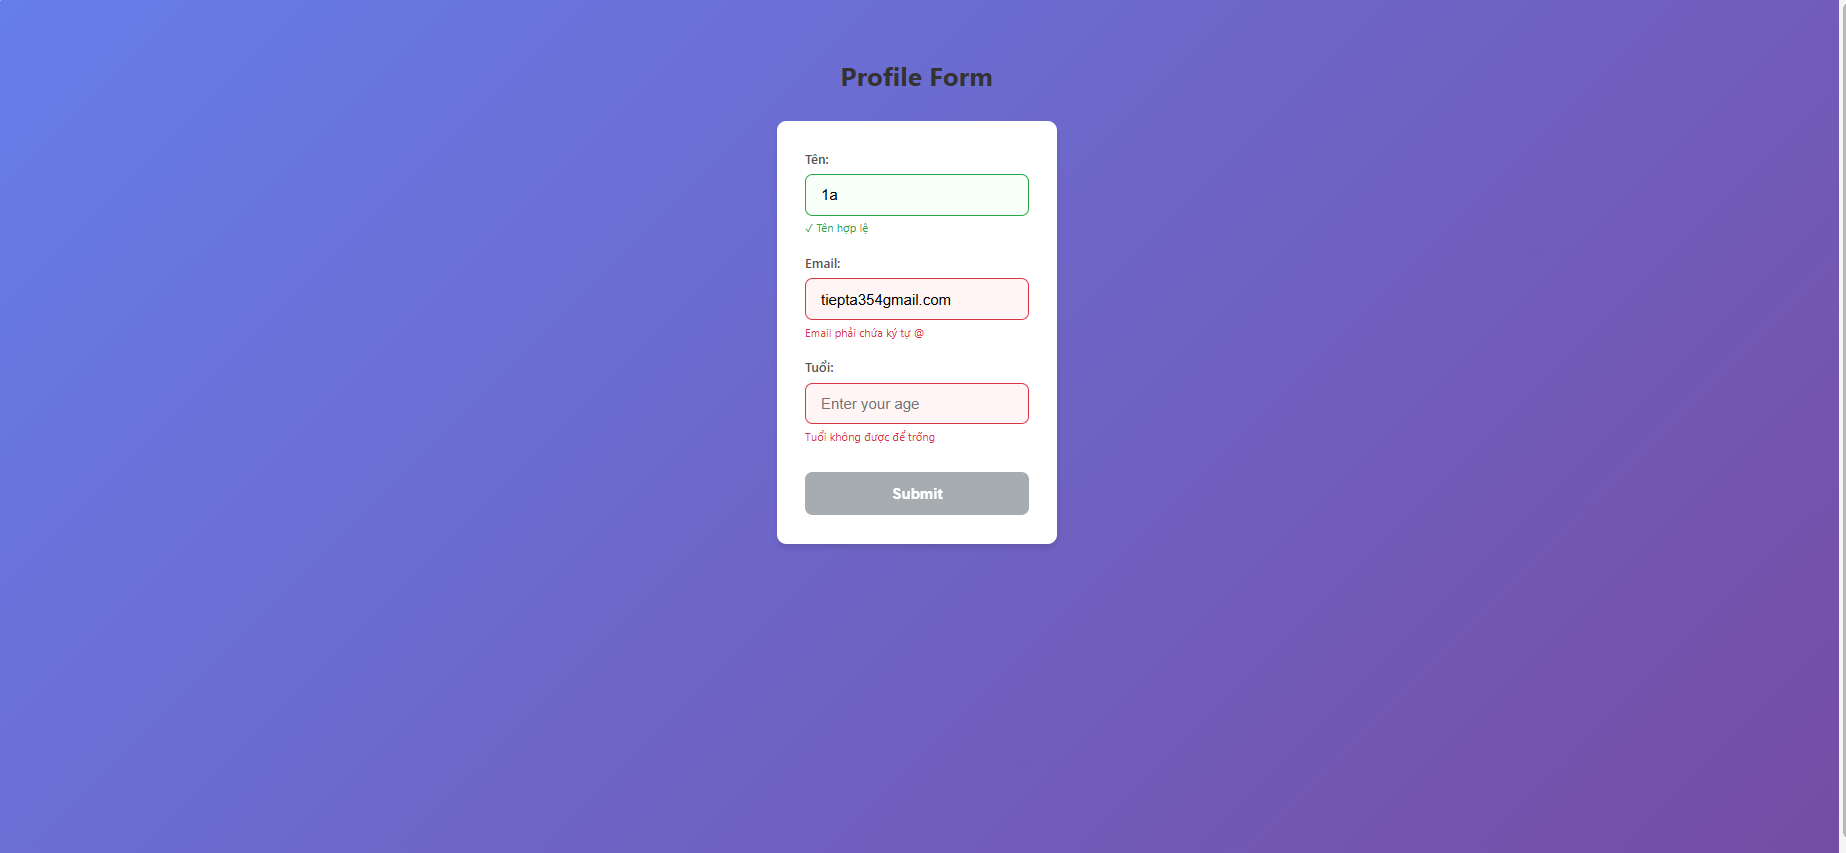 Profile Form
Tên:
1a
✓ Tên hợp lệ
Email:
tiepta354gmail.com
Email phải chứa ký tự @
Tuổi:
Enter your age
Tuổi không được để trống
Submit